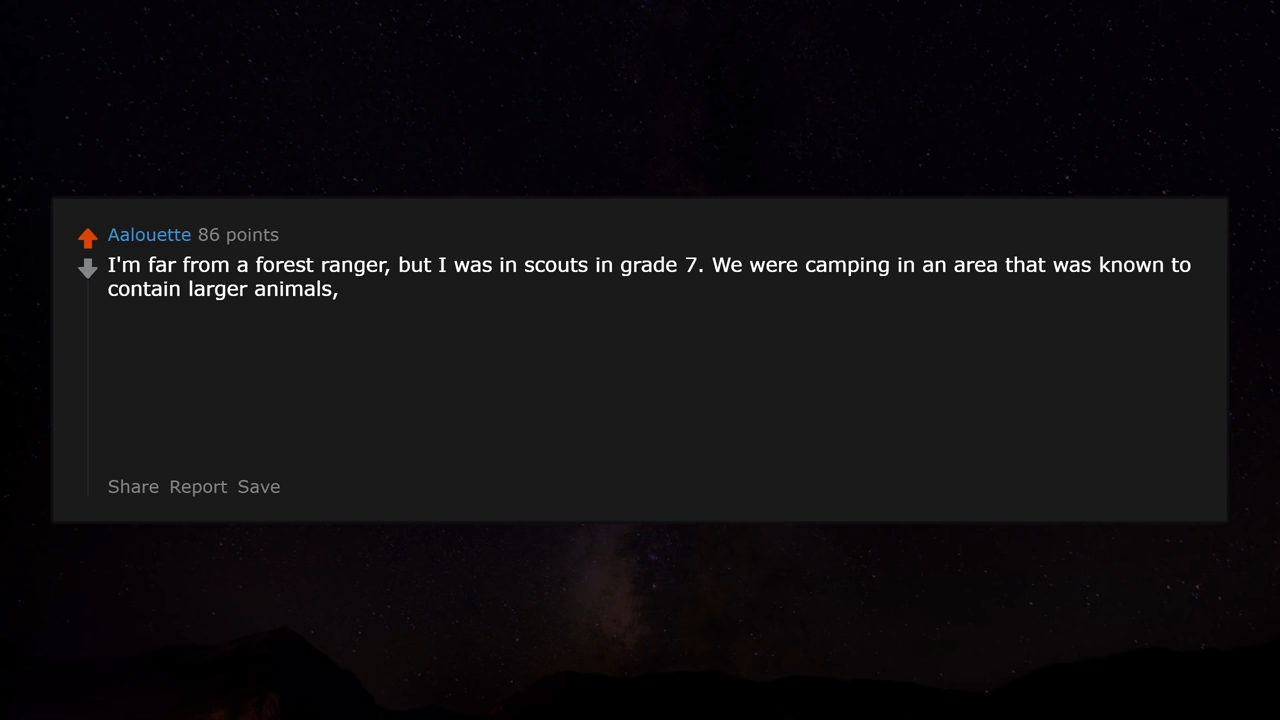 Aalouette 86 points
I'm far from a forest ranger, but I was in scouts in grade 7. We were camping in an area that was known to
contain larger animals,
Share Report Save